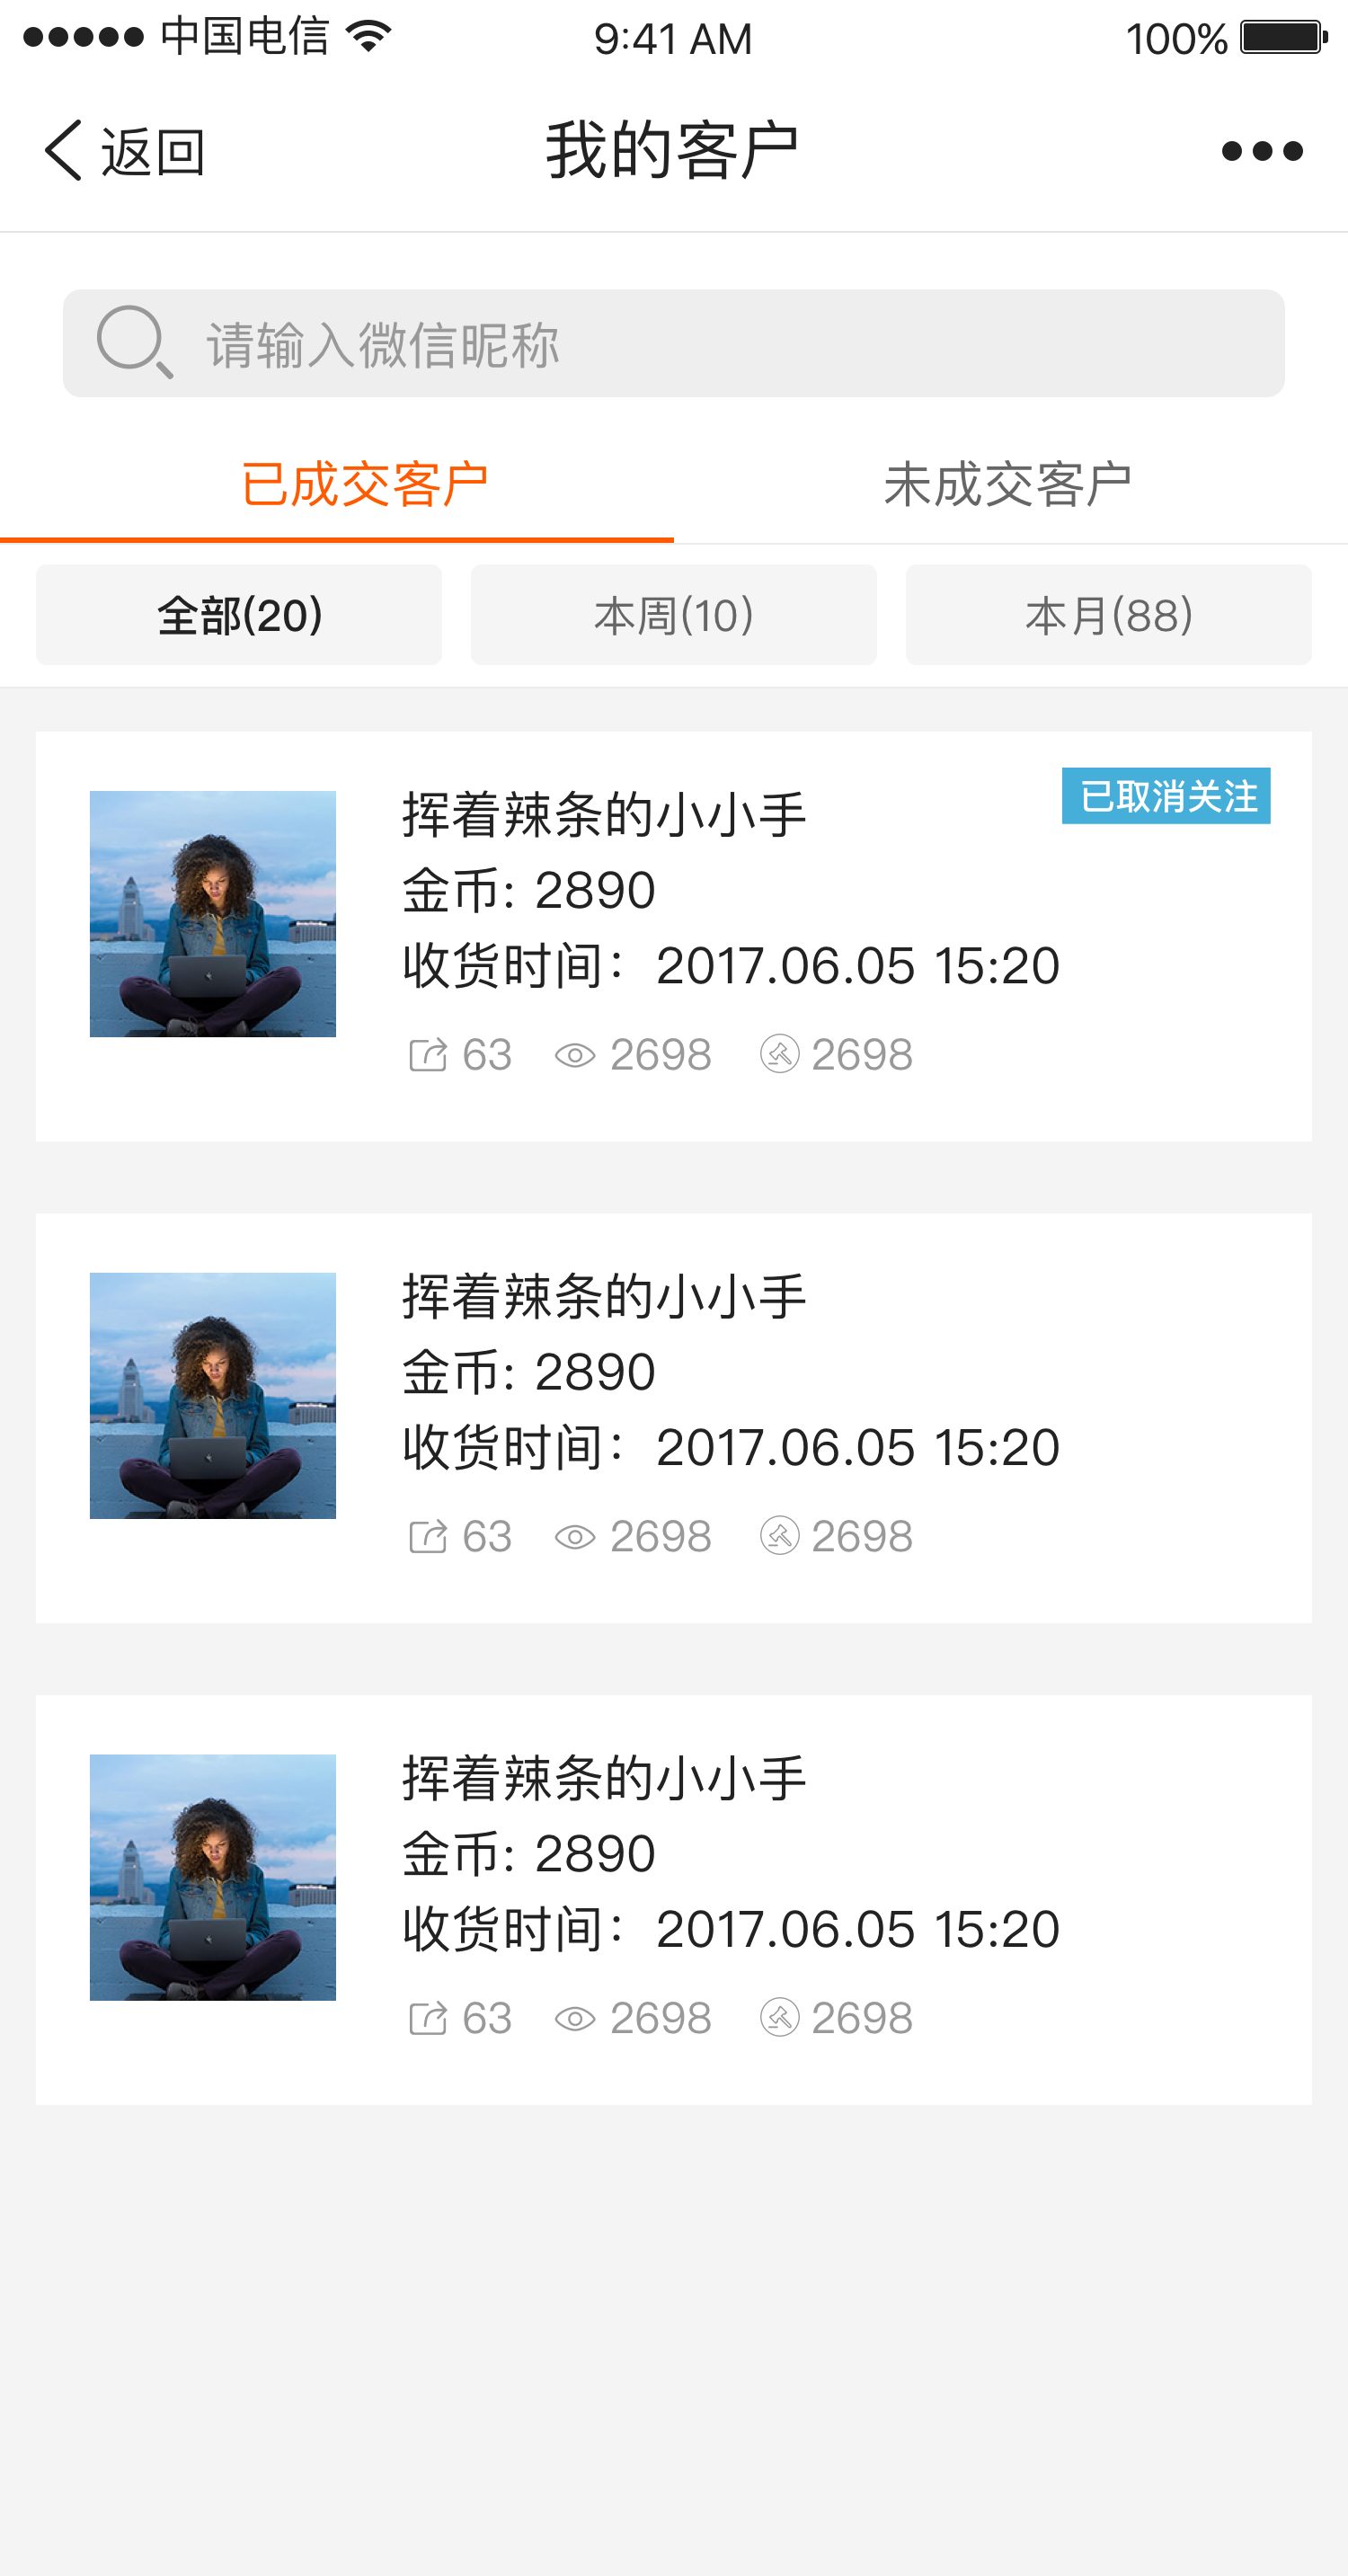 中国电信 9:41 AM 100%
返回 我的客户
请输入微信昵称
已成交客户 未成交客户
全部(20) 本周(10) 本月(88)
挥着辣条的小小手 已取消关注
金币: 2890
收货时间：2017.06.05 15:20
63 2698 2698
挥着辣条的小小手
金币: 2890
收货时间：2017.06.05 15:20
63 2698 2698
挥着辣条的小小手
金币: 2890
收货时间：2017.06.05 15:20
63 2698 2698